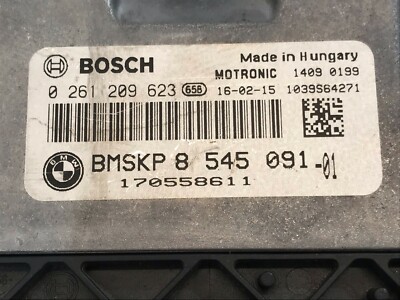 BOSCH
Made in Hungary
MOTRONIC 1409 0199
0 261 209 623 658 16-02-15 1039S64271
BMW
BMSKP 8 545 091-01
170558611